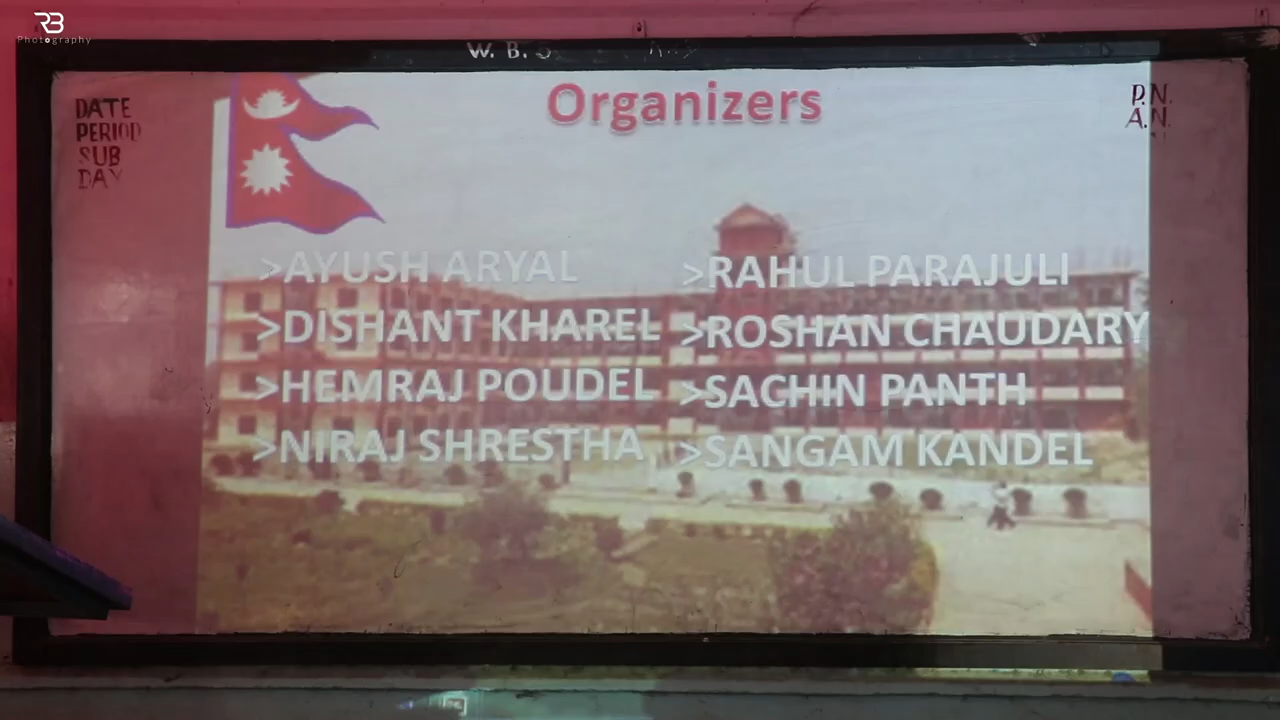 RB
Photography
W. B.
Organizers
DATE
PERIOD
SUB
DAY
P.N.
A.N.
>AYUSH ARYAL
>DISHANT KHAREL
>HEMRAJ POUDEL
>NIRAJ SHRESTHA
>RAHUL PARAJULI
>ROSHAN CHAUDARY
>SACHIN PANTH
>SANGAM KANDEL